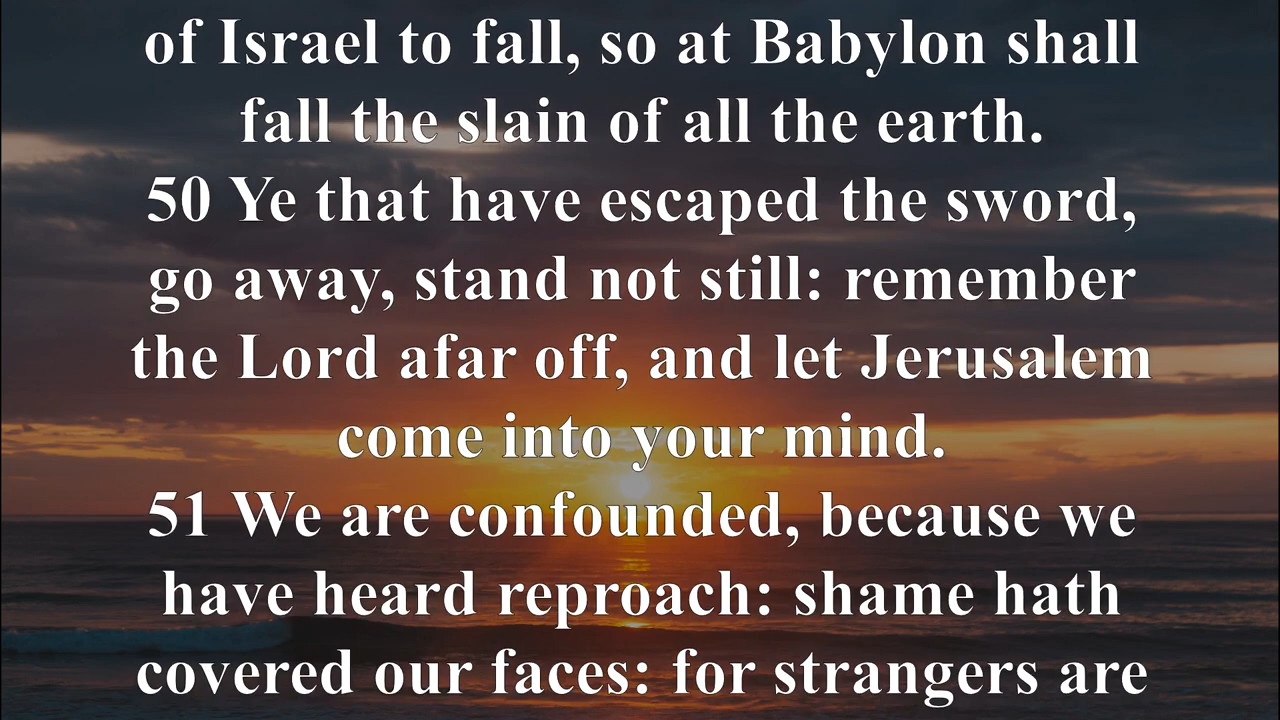 of Israel to fall, so at Babylon shall
fall the slain of all the earth.
50 Ye that have escaped the sword,
go away, stand not still: remember
the Lord afar off, and let Jerusalem
come into your mind.
51 We are confounded, because we
have heard reproach: shame hath
covered our faces: for strangers are